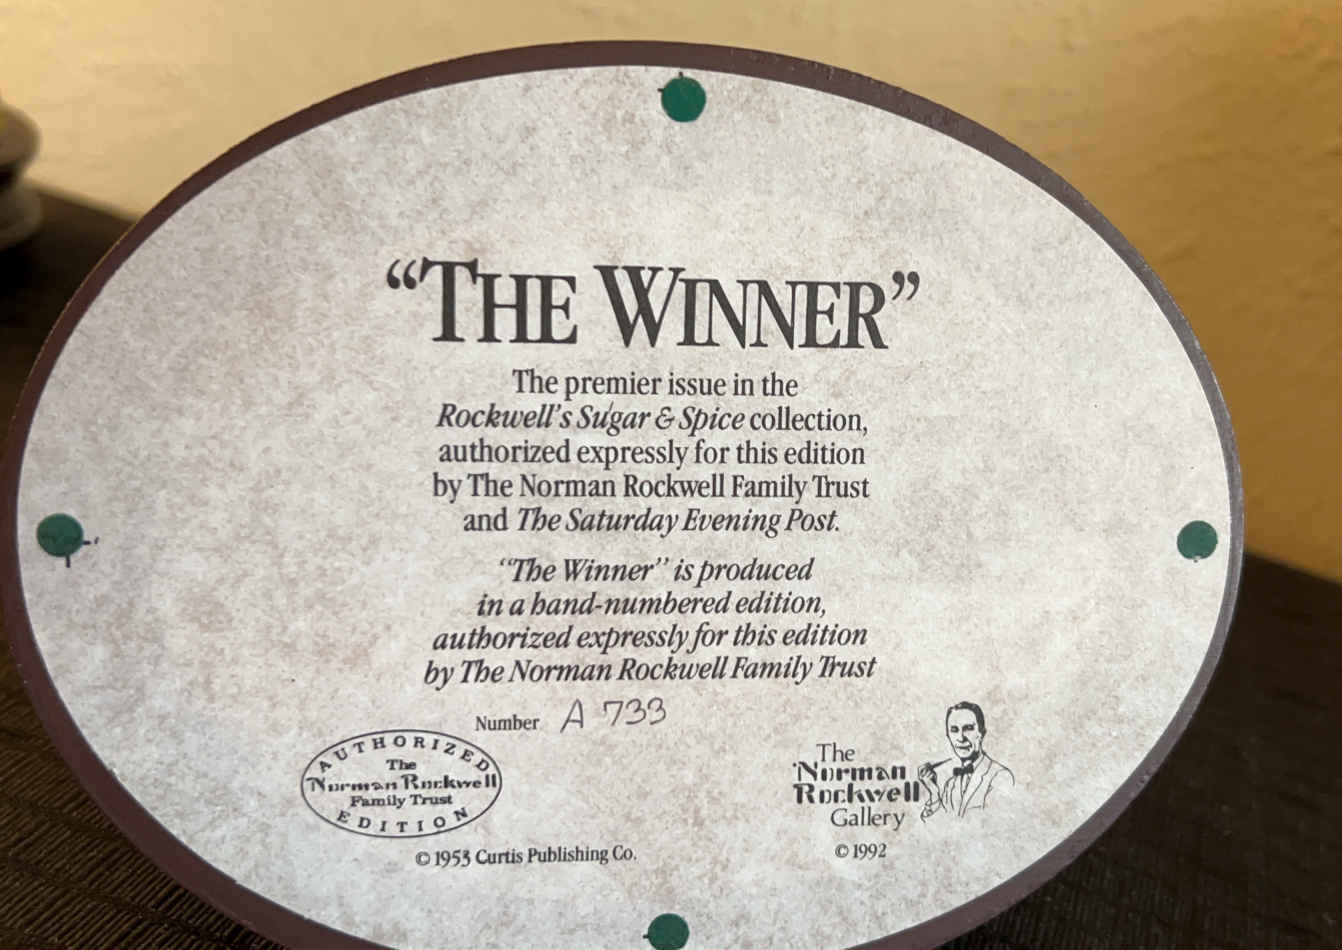 “THE WINNER”
The premier issue in the
Rockwell's Sugar & Spice collection,
authorized expressly for this edition
by The Norman Rockwell Family Trust
and The Saturday Evening Post.
“The Winner” is produced
in a hand-numbered edition,
authorized expressly for this edition
by The Norman Rockwell Family Trust
Number A 733
AUTHORIZED
The
Norman Rockwell
Family Trust
EDITION
© 1953 Curtis Publishing Co.
The
Norman
Rockwell
Gallery
© 1992